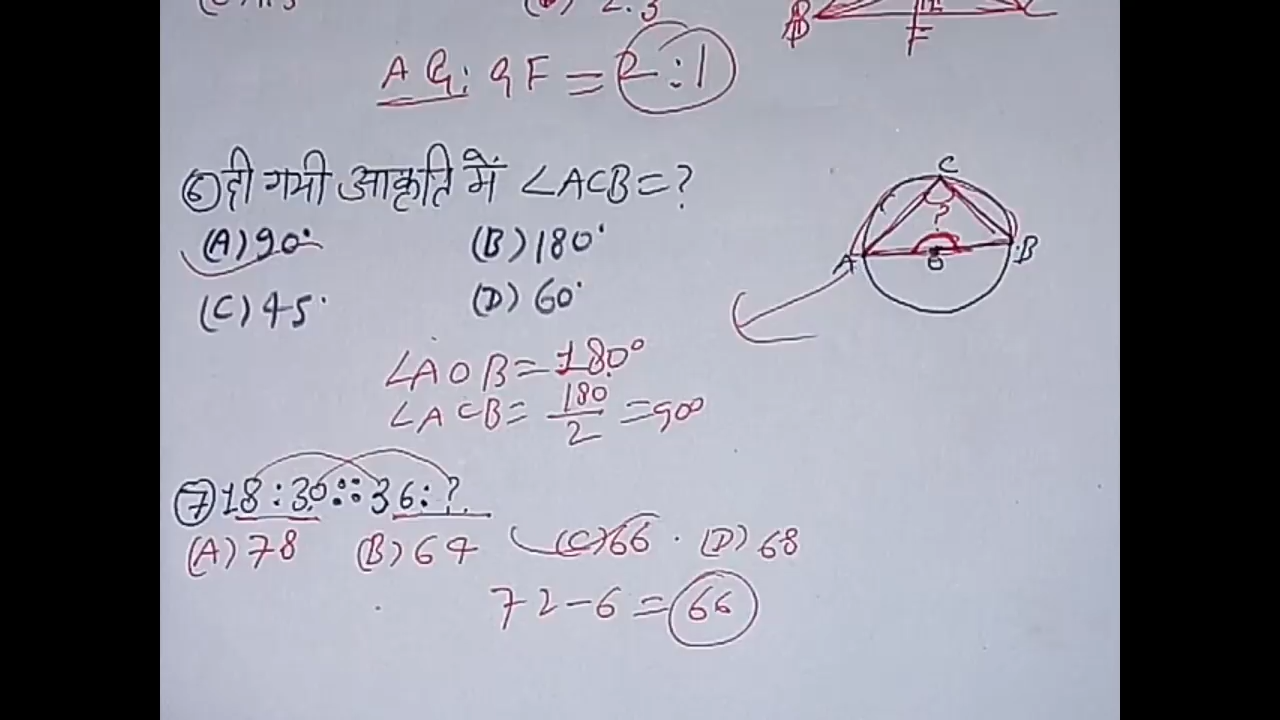 AG: GF = 2:1
B
F
C
⑥ दी गयी आकृति में ∠ACB = ?
(A) 90° (B) 180°
(C) 45° (D) 60°
C
?
A O B
∠AOB = 180°
∠ACB = 180/2 = 90°
⑦ 18:30::36:?
(A) 78 (B) 64 (C) 66 (D) 68
72-6 = 66